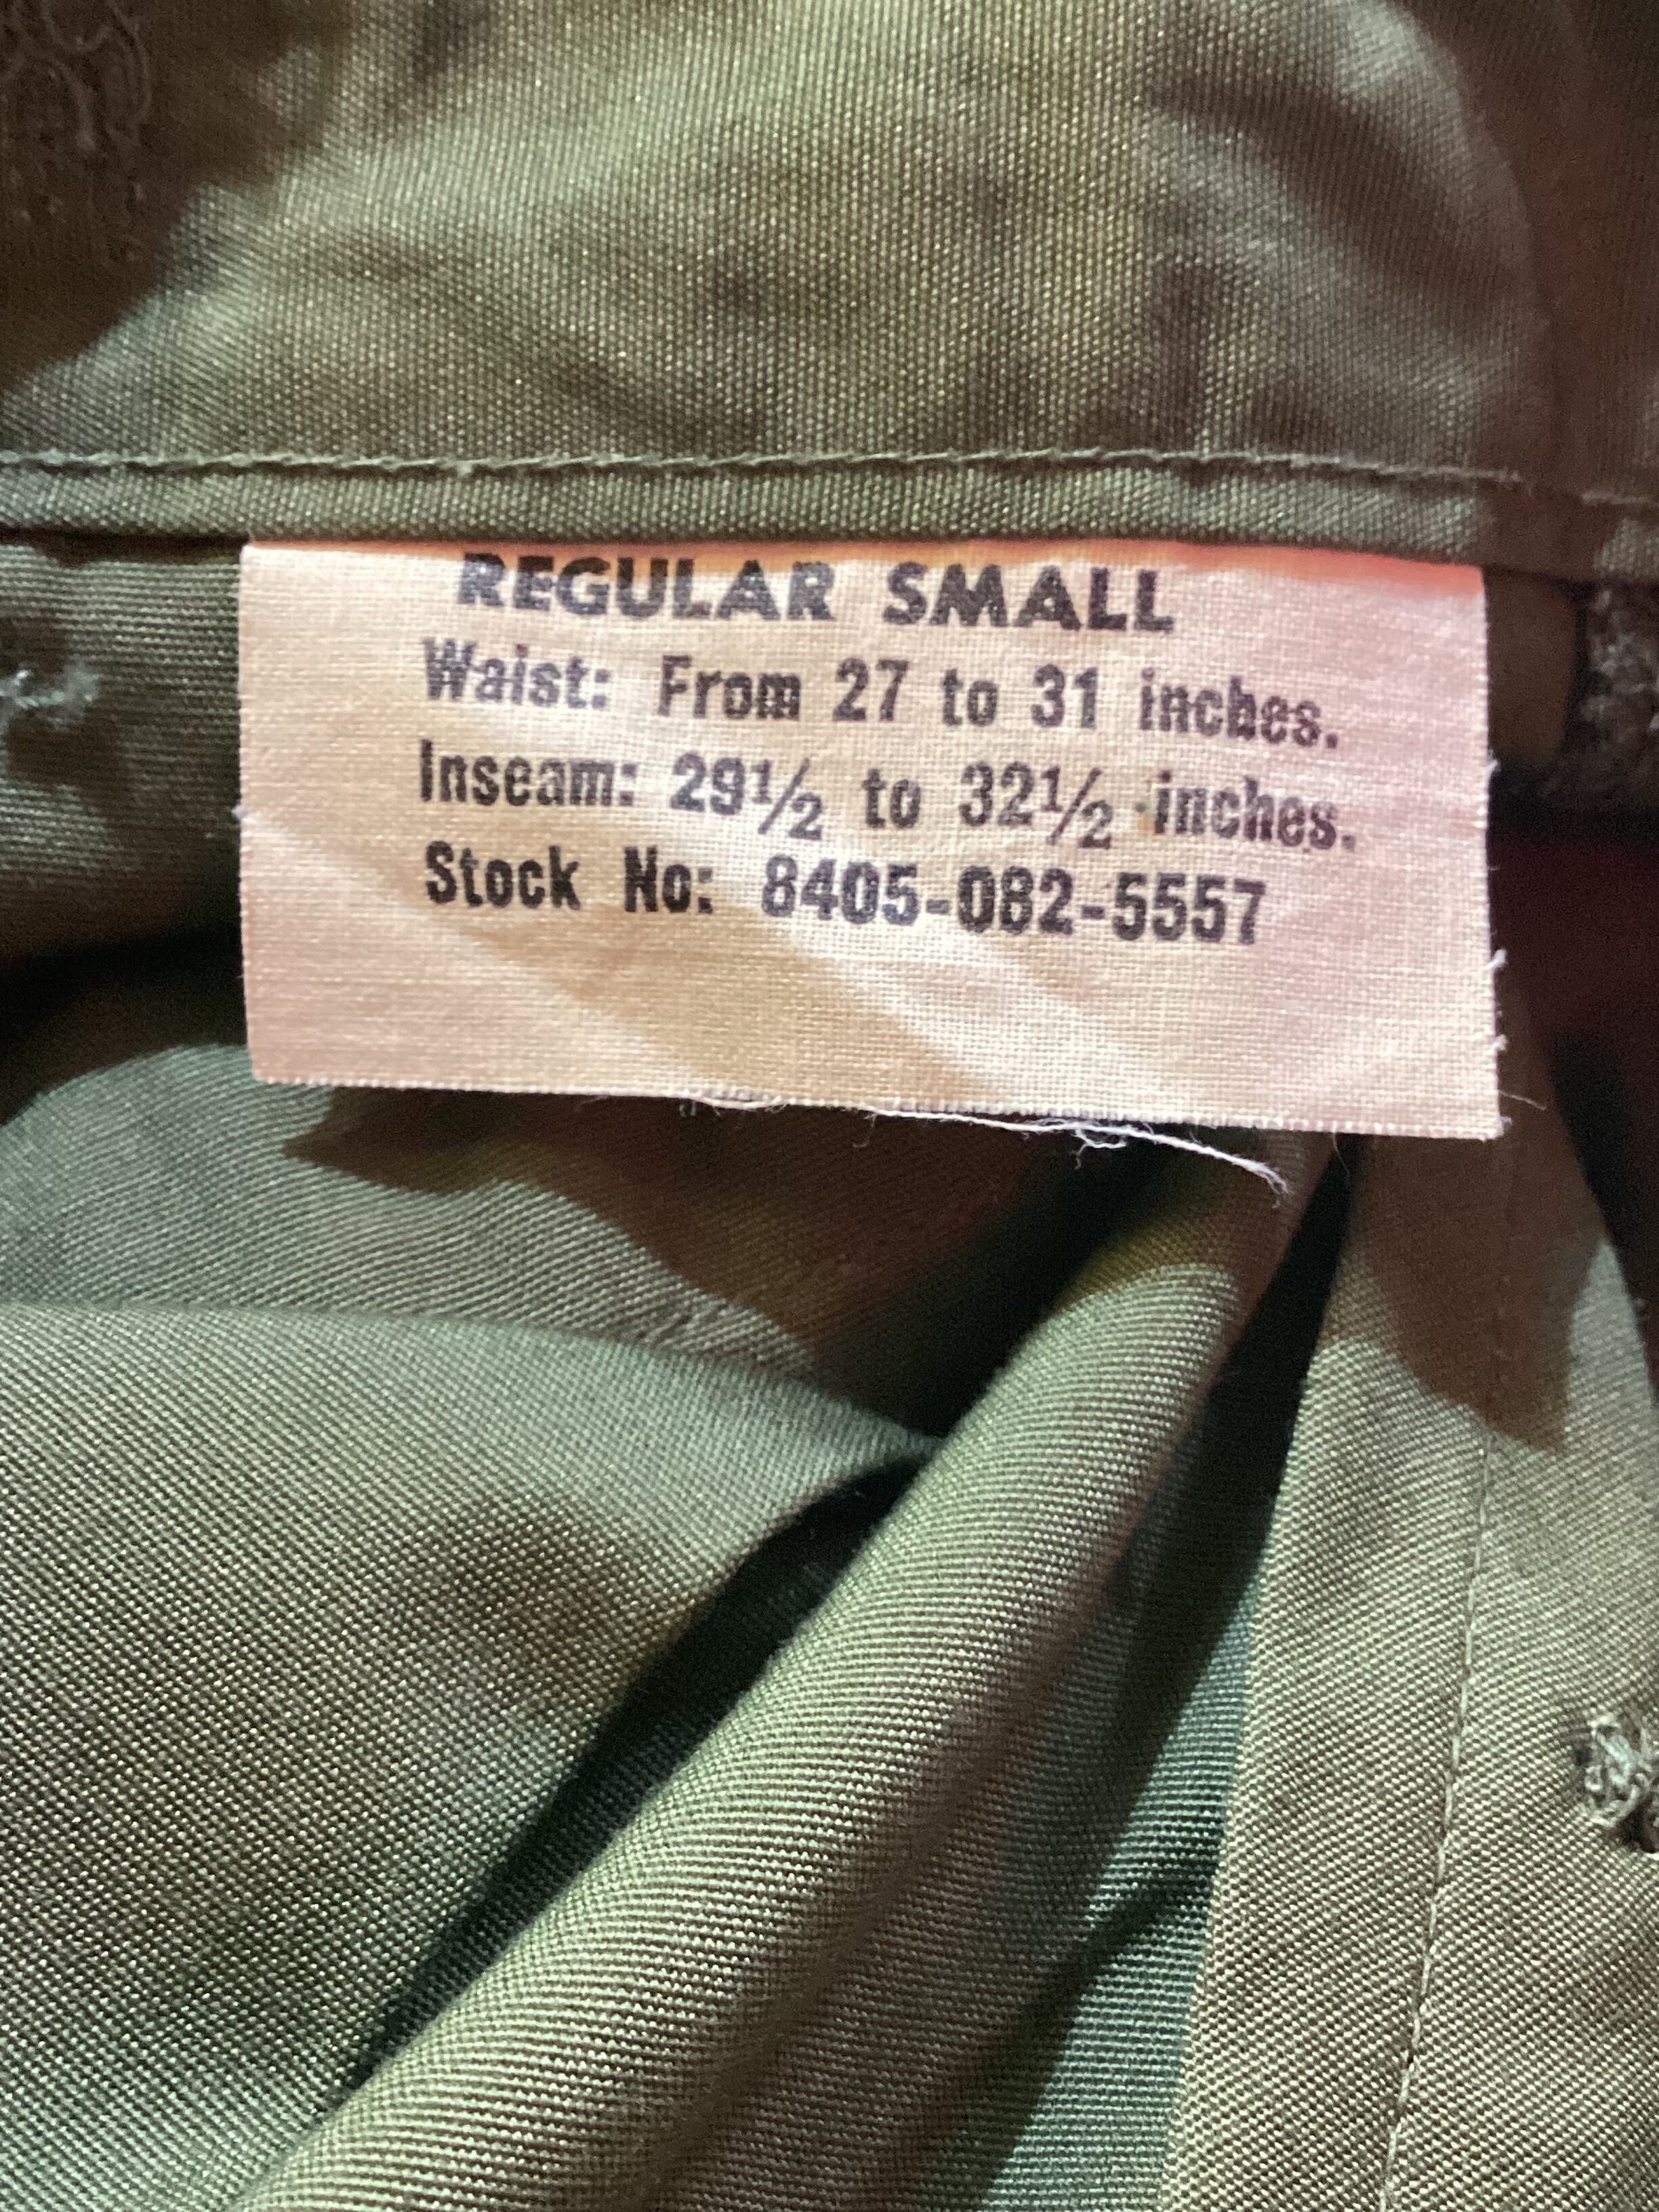 REGULAR SMALL
Waist: From 27 to 31 inches.
Inseam: 29½ to 32½ inches.
Stock No: 8405-082-5557